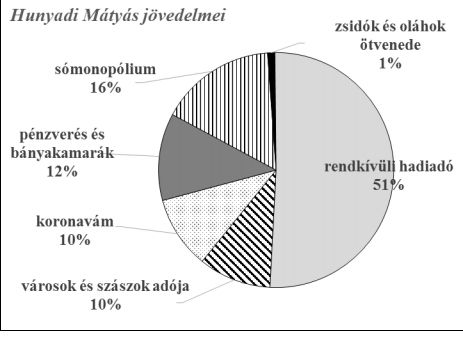 Hunyadi Mátyás jövedelmei
zsidók és oláhok
ötvenede
1%
sómonopólium
16%
pénzverés és
bányakamarák
12%
rendkívüli hadiadó
51%
koronavám
10%
városok és szászok adója
10%